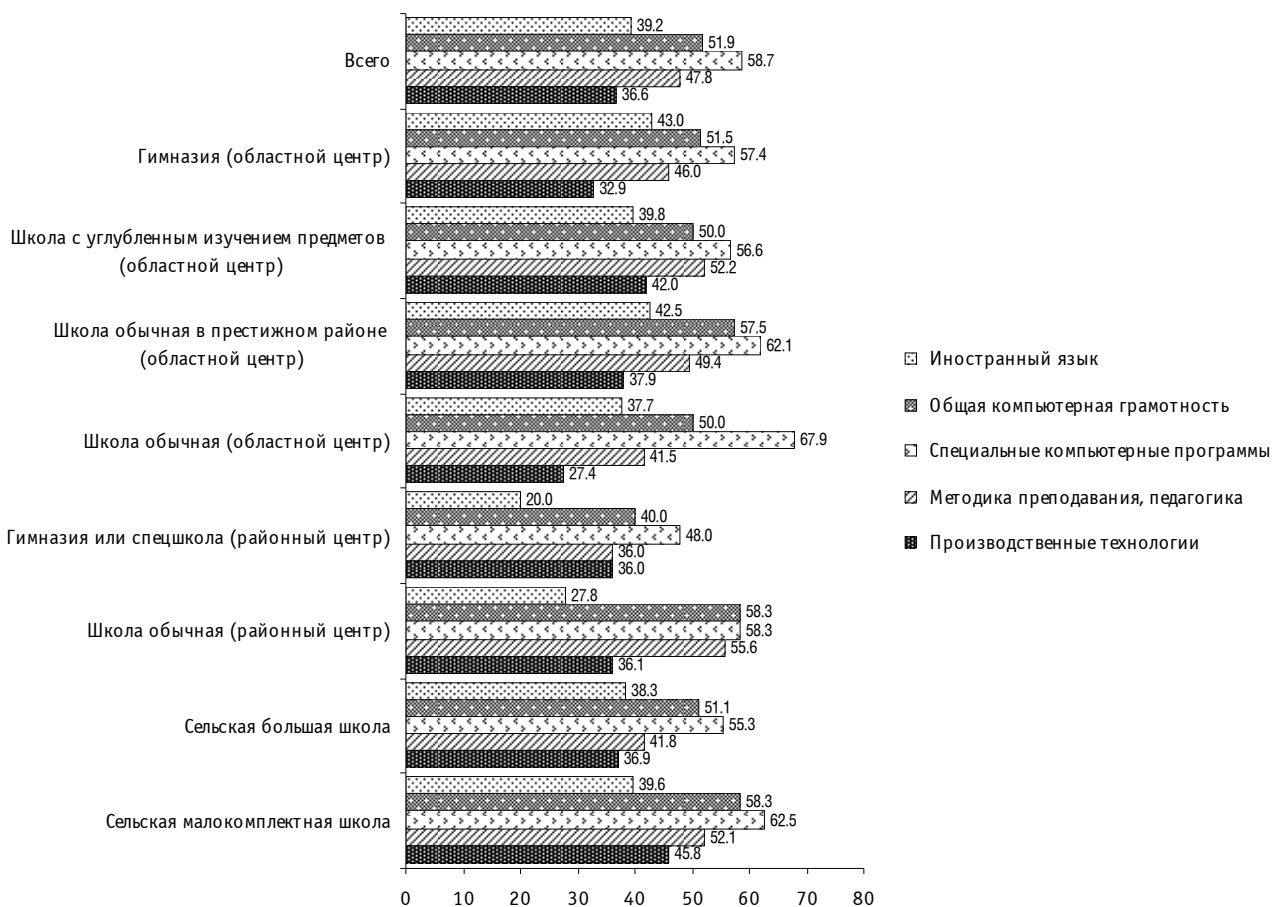 39.2
51.9
Всего
58.7
47.8
36.6
43.0
51.5
Гимназия (областной центр)
57.4
46.0
32.9
39.8
Школа с углубленным изучением предметов
(областной центр)
50.0
56.6
52.2
42.0
42.5
Школа обычная в престижном районе
(областной центр)
57.5
62.1
49.4
37.9
37.7
50.0
Школа обычная (областной центр)
67.9
41.5
27.4
20.0
40.0
Гимназия или спецшкола (районный центр)
48.0
36.0
36.0
27.8
58.3
Школа обычная (районный центр)
58.3
55.6
36.1
38.3
51.1
Сельская большая школа
55.3
41.8
36.9
39.6
58.3
Сельская малокомплектная школа
62.5
52.1
45.8
0 10 20 30 40 50 60 70 80
Иностранный язык
Общая компьютерная грамотность
Специальные компьютерные программы
Методика преподавания, педагогика
Производственные технологии